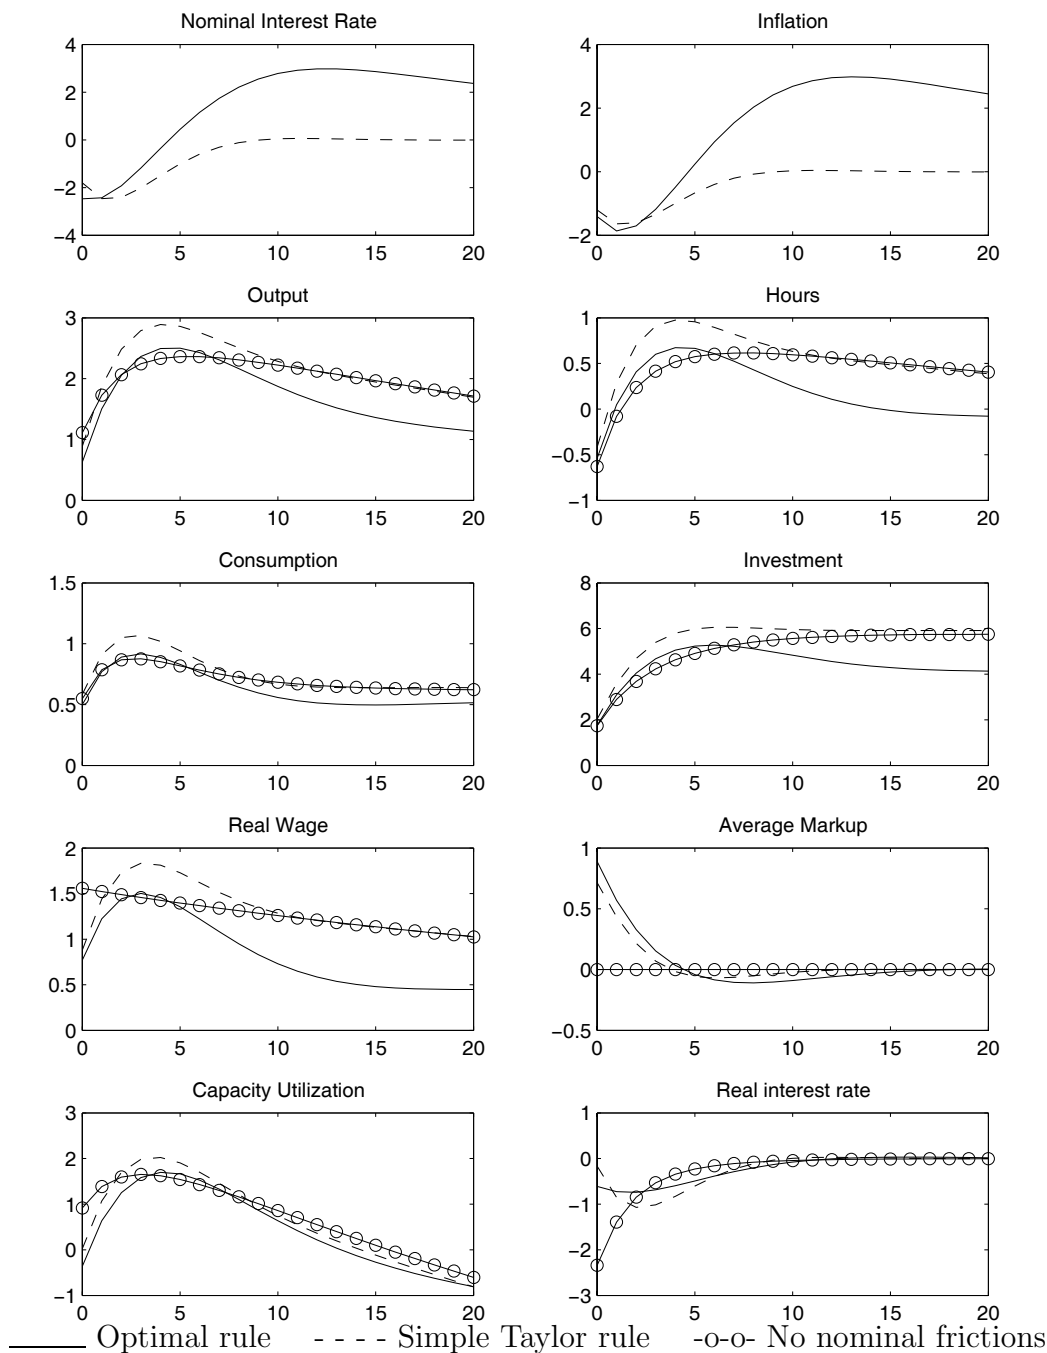 Nominal Interest Rate
4
2
0
−2
−4
0 5 10 15 20
Inflation
4
2
0
−2
0 5 10 15 20
Output
3
2
1
0
0 5 10 15 20
Hours
1
0.5
0
−0.5
−1
0 5 10 15 20
Consumption
1.5
1
0.5
0
0 5 10 15 20
Investment
8
6
4
2
0
0 5 10 15 20
Real Wage
2
1.5
1
0.5
0
0 5 10 15 20
Average Markup
1
0.5
0
−0.5
0 5 10 15 20
Capacity Utilization
3
2
1
0
−1
0 5 10 15 20
Real interest rate
1
0
−1
−2
−3
0 5 10 15 20
____ Optimal rule - - - - Simple Taylor rule -o-o- No nominal frictions